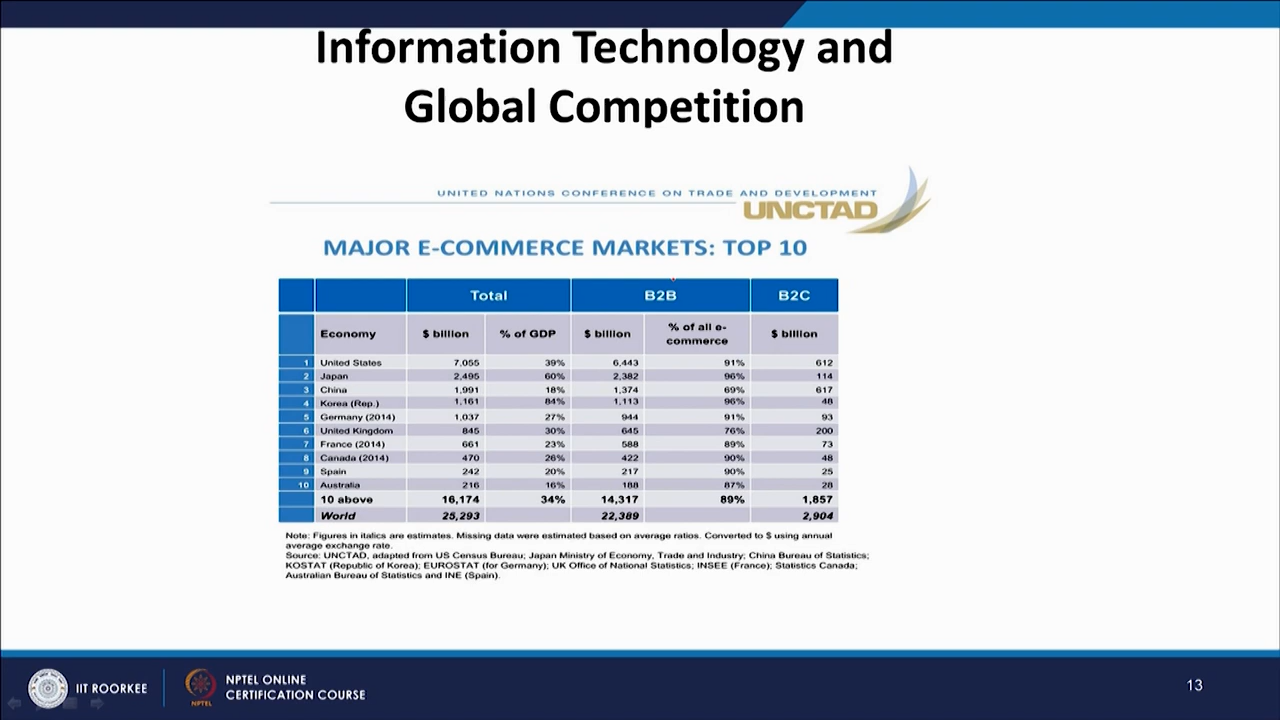 Information Technology and
Global Competition
UNITED NATIONS CONFERENCE ON TRADE AND DEVELOPMENT
UNCTAD
MAJOR E-COMMERCE MARKETS: TOP 10
Total B2B B2C
Economy $ billion % of GDP $ billion % of all e-commerce $ billion
1 United States 7,055 39% 6,443 91% 612
2 Japan 2,495 60% 2,382 96% 114
3 China 1,991 18% 1,374 69% 617
4 Korea (Rep.) 1,161 84% 1,113 96% 48
5 Germany (2014) 1,037 27% 944 91% 93
6 United Kingdom 845 30% 645 76% 200
7 France (2014) 661 23% 588 89% 73
8 Canada (2014) 470 26% 422 90% 48
9 Spain 242 20% 217 90% 25
10 Australia 216 16% 188 87% 28
10 above 16,174 34% 14,317 89% 1,857
World 25,293 22,389 2,904
Note: Figures in italics are estimates. Missing data were estimated based on average ratios. Converted to $ using annual
average exchange rate.
Source: UNCTAD, adapted from US Census Bureau; Japan Ministry of Economy, Trade and Industry; China Bureau of Statistics;
KOSTAT (Republic of Korea); EUROSTAT (for Germany); UK Office of National Statistics; INSEE (France); Statistics Canada;
Australian Bureau of Statistics and INE (Spain).
IIT ROORKEE
NPTEL
NPTEL ONLINE
CERTIFICATION COURSE
13